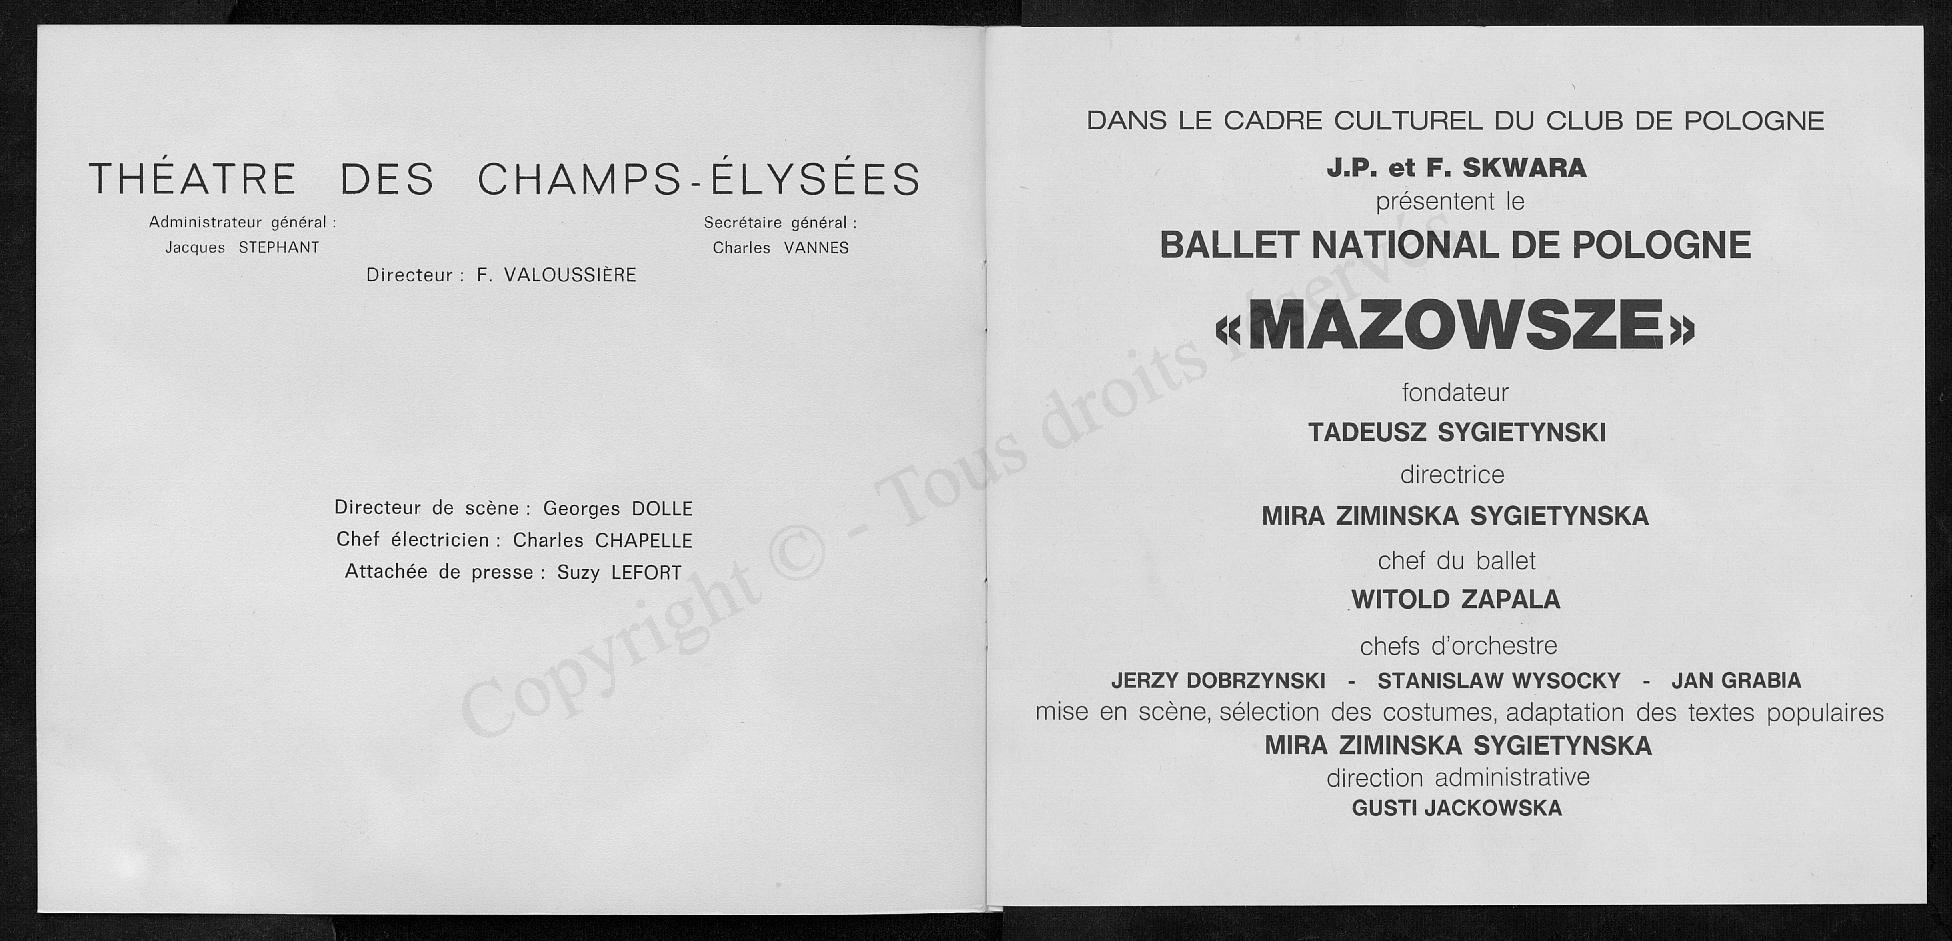 THÉATRE DES CHAMPS-ÉLYSÉES
Administrateur général :
Jacques STEPHANT
Secrétaire général :
Charles VANNES
Directeur : F. VALOUSSIÈRE
Directeur de scène : Georges DOLLE
Chef électricien : Charles CHAPELLE
Attachée de presse : Suzy LEFORT
DANS LE CADRE CULTUREL DU CLUB DE POLOGNE
J.P. et F. SKWARA
présentent le
BALLET NATIONAL DE POLOGNE
«MAZOWSZE»
fondateur
TADEUSZ SYGIETYNSKI
directrice
MIRA ZIMINSKA SYGIETYNSKA
chef du ballet
WITOLD ZAPALA
chefs d'orchestre
JERZY DOBRZYNSKI - STANISLAW WYSOCKY - JAN GRABIA
mise en scène, sélection des costumes, adaptation des textes populaires
MIRA ZIMINSKA SYGIETYNSKA
direction administrative
GUSTI JACKOWSKA
Copyright © - Tous droits réservés.